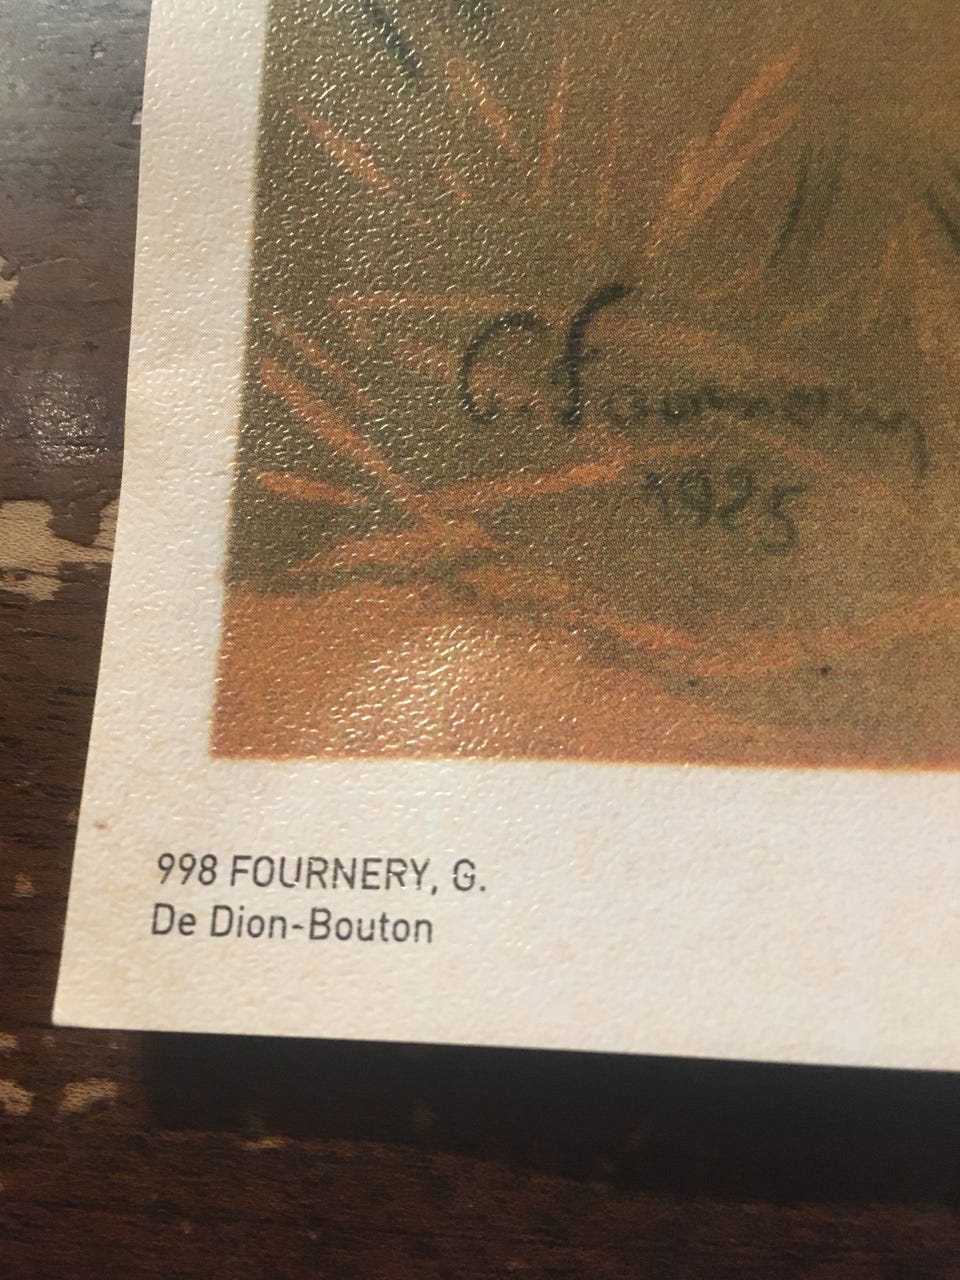 G. Fournery
1925
998 FOURNERY, G.
De Dion-Bouton